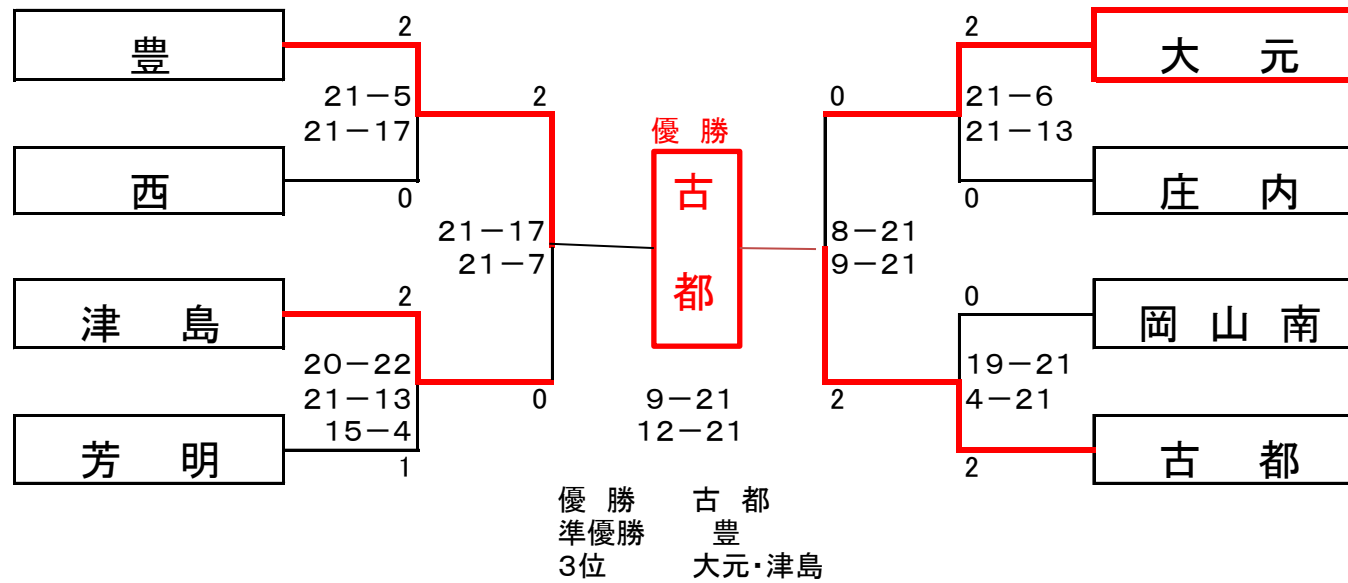 豊
西
津 島
芳 明
2
21－5
21－17
0
2
20－22
21－13
15－4
1
2
21－17
21－7
0
優 勝
古
都
9－21
12－21
0
8－21
9－21
2
2
21－6
21－13
0
0
19－21
4－21
2
大 元
庄 内
岡 山 南
古 都
優 勝 古 都
準優勝 豊
3位 大元・津島